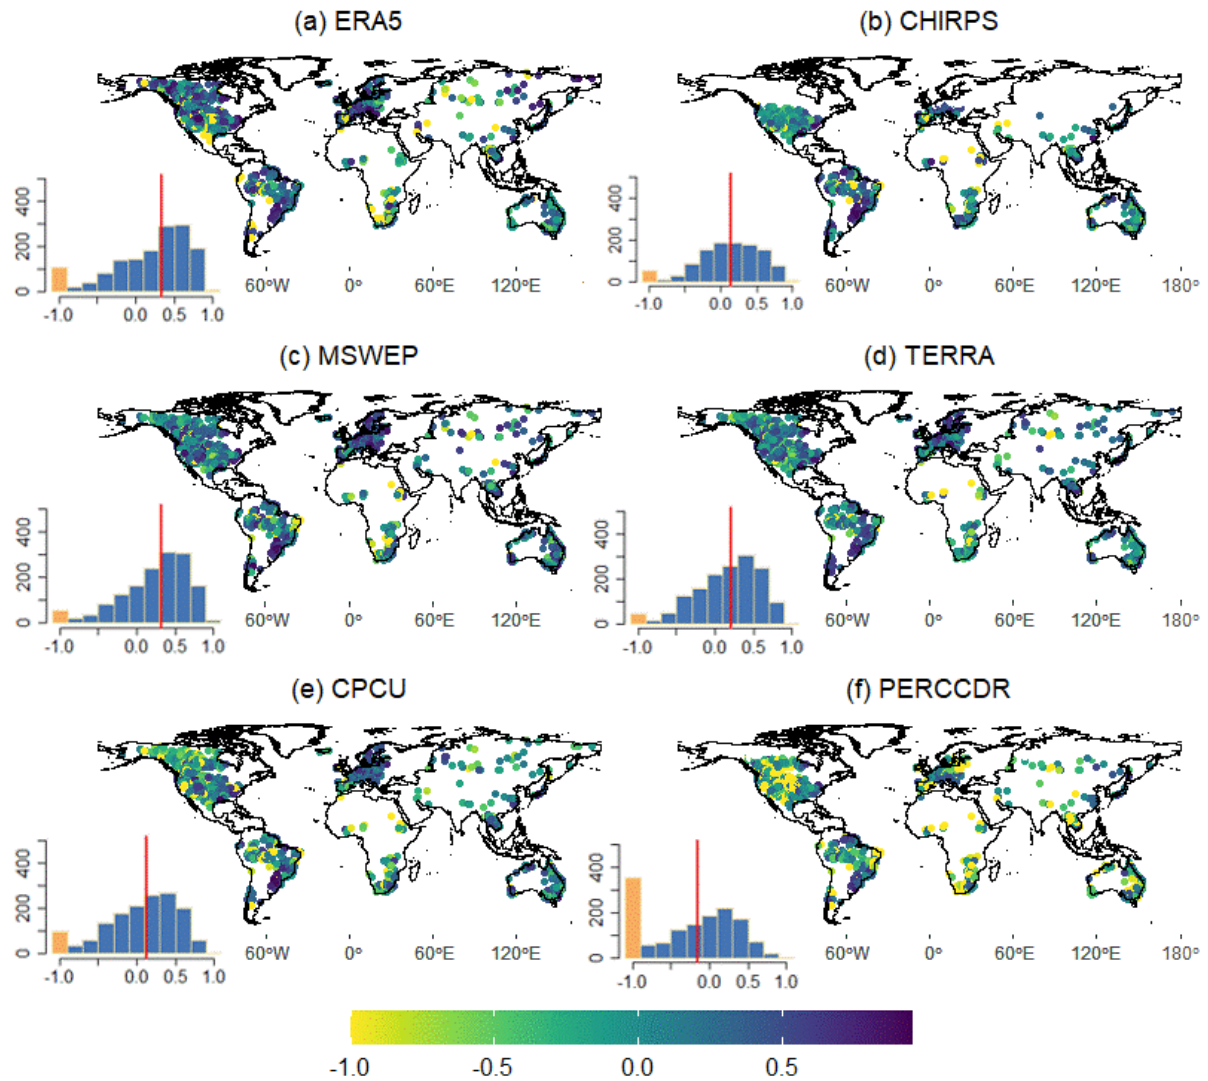 (a) ERA5
(b) CHIRPS
400
200
0
-1.0 0.0 0.5 1.0
60°W 0° 60°E 120°E
400
200
0
-1.0 0.0 0.5 1.0
60°W 0° 60°E 120°E 180°
(c) MSWEP
(d) TERRA
400
200
0
-1.0 0.0 0.5 1.0
60°W 0° 60°E 120°E
400
200
0
-1.0 0.0 0.5 1.0
60°W 0° 60°E 120°E 180°
(e) CPCU
(f) PERCCDR
400
200
0
-1.0 0.0 0.5 1.0
60°W 0° 60°E 120°E
400
200
0
-1.0 0.0 0.5 1.0
60°W 0° 60°E 120°E 180°
-1.0 -0.5 0.0 0.5